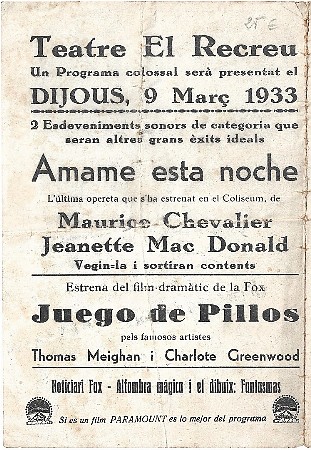 25 €
Teatre El Recreu
Un Programa colossal serà presentat el
DIJOUS, 9 Març 1933
2 Esdeveniments sonors de categoria que
seran altres grans èxits ideals
Amame esta noche
L'última opereta que s'ha estrenat en el Coliseum, de
Maurice Chevalier
Jeanette Mac Donald
Vegin=la i sortiran contents
Estrena del film-dramàtic de la Fox
Juego de Pillos
pels famosos artistes
Thomas Meighan i Charlote Greenwood
Noticiari Fox - Alfombra mágica i el dibuix: Fantasmas
Si es un film PARAMOUNT es lo mejor del programa